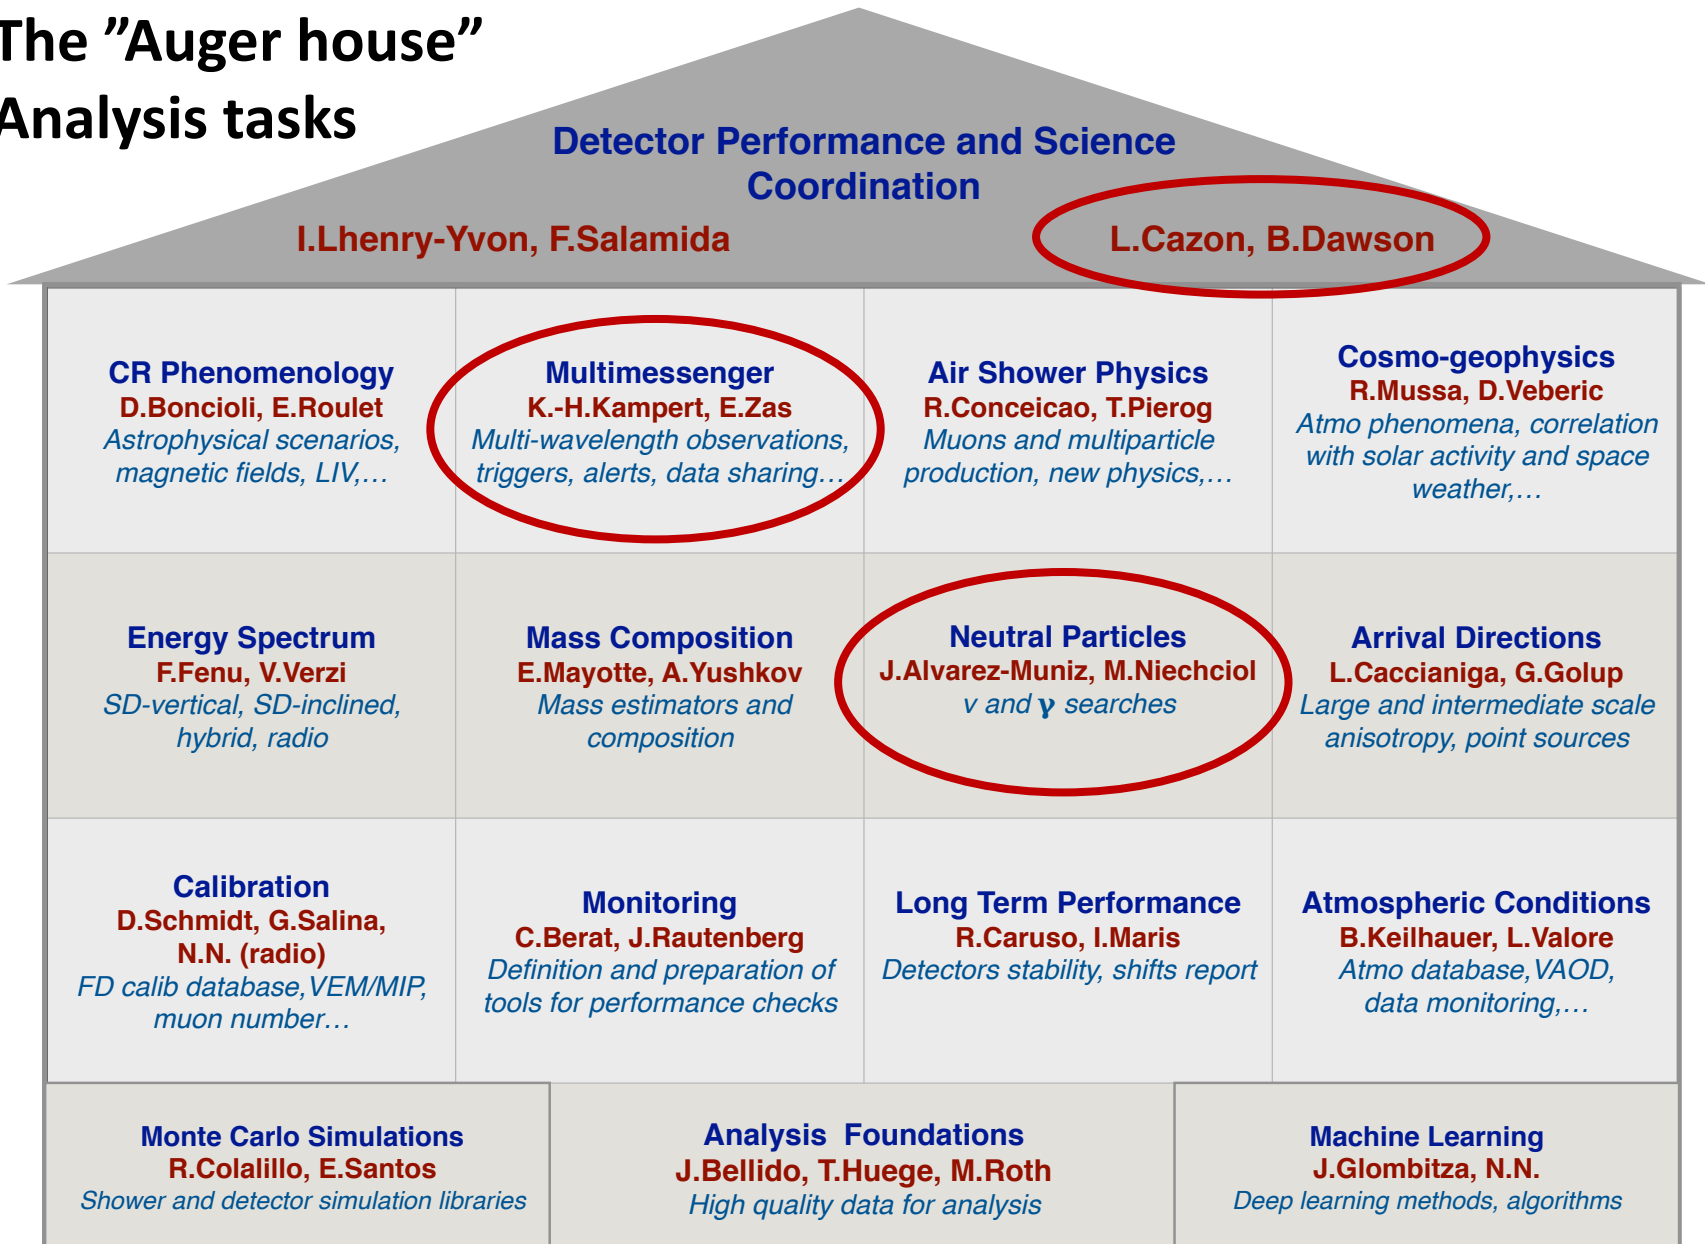 The ”Auger house”
Analysis tasks
Detector Performance and Science
Coordination
I.Lhenry-Yvon, F.Salamida
L.Cazon, B.Dawson
CR Phenomenology
D.Boncioli, E.Roulet
Astrophysical scenarios,
magnetic fields, LIV,…
Multimessenger
K.-H.Kampert, E.Zas
Multi-wavelength observations,
triggers, alerts, data sharing…
Air Shower Physics
R.Conceicao, T.Pierog
Muons and multiparticle
production, new physics,…
Cosmo-geophysics
R.Mussa, D.Veberic
Atmo phenomena, correlation
with solar activity and space
weather,…
Energy Spectrum
F.Fenu, V.Verzi
SD-vertical, SD-inclined,
hybrid, radio
Mass Composition
E.Mayotte, A.Yushkov
Mass estimators and
composition
Neutral Particles
J.Alvarez-Muniz, M.Niechciol
ν and γ searches
Arrival Directions
L.Caccianiga, G.Golup
Large and intermediate scale
anisotropy, point sources
Calibration
D.Schmidt, G.Salina,
N.N. (radio)
FD calib database,VEM/MIP,
muon number…
Monitoring
C.Berat, J.Rautenberg
Definition and preparation of
tools for performance checks
Long Term Performance
R.Caruso, I.Maris
Detectors stability, shifts report
Atmospheric Conditions
B.Keilhauer, L.Valore
Atmo database,VAOD,
data monitoring,…
Monte Carlo Simulations
R.Colalillo, E.Santos
Shower and detector simulation libraries
Analysis  Foundations
J.Bellido, T.Huege, M.Roth
High quality data for analysis
Machine Learning
J.Glombitza, N.N.
Deep learning methods, algorithms